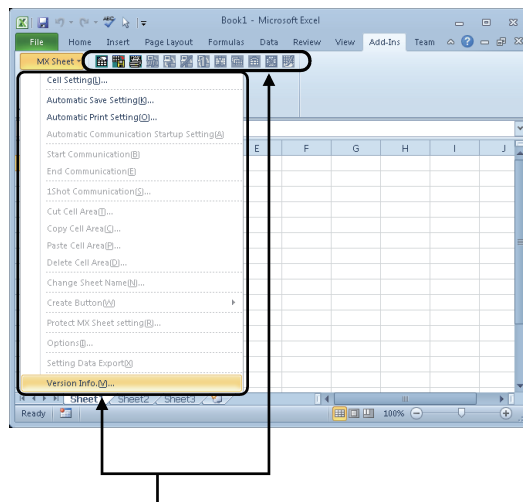 Book1 - Microsoft Excel
File Home Insert Page Layout Formulas Data Review View Add-Ins Team
MX Sheet
Cell Setting(L)...
Automatic Save Setting(K)...
Automatic Print Setting(O)...
Automatic Communication Startup Setting(A)
Start Communication(B)
End Communication(E)
1Shot Communication(S)...
Cut Cell Area(T)...
Copy Cell Area(C)...
Paste Cell Area(P)...
Delete Cell Area(D)...
Change Sheet Name(N)...
Create Button(W)
Protect MX Sheet setting(R)...
Options(I)...
Setting Data Export(X)
Version Info.(V)...
E F G H I J
Sheet1 Sheet2 Sheet3
Ready 100%